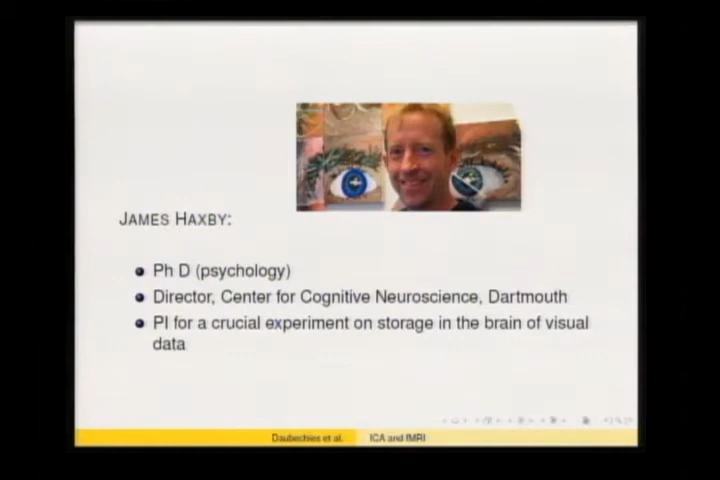 JAMES HAXBY:
Ph D (psychology)
Director, Center for Cognitive Neuroscience, Dartmouth
PI for a crucial experiment on storage in the brain of visual
data
Daubechies et al.
ICA and fMRI